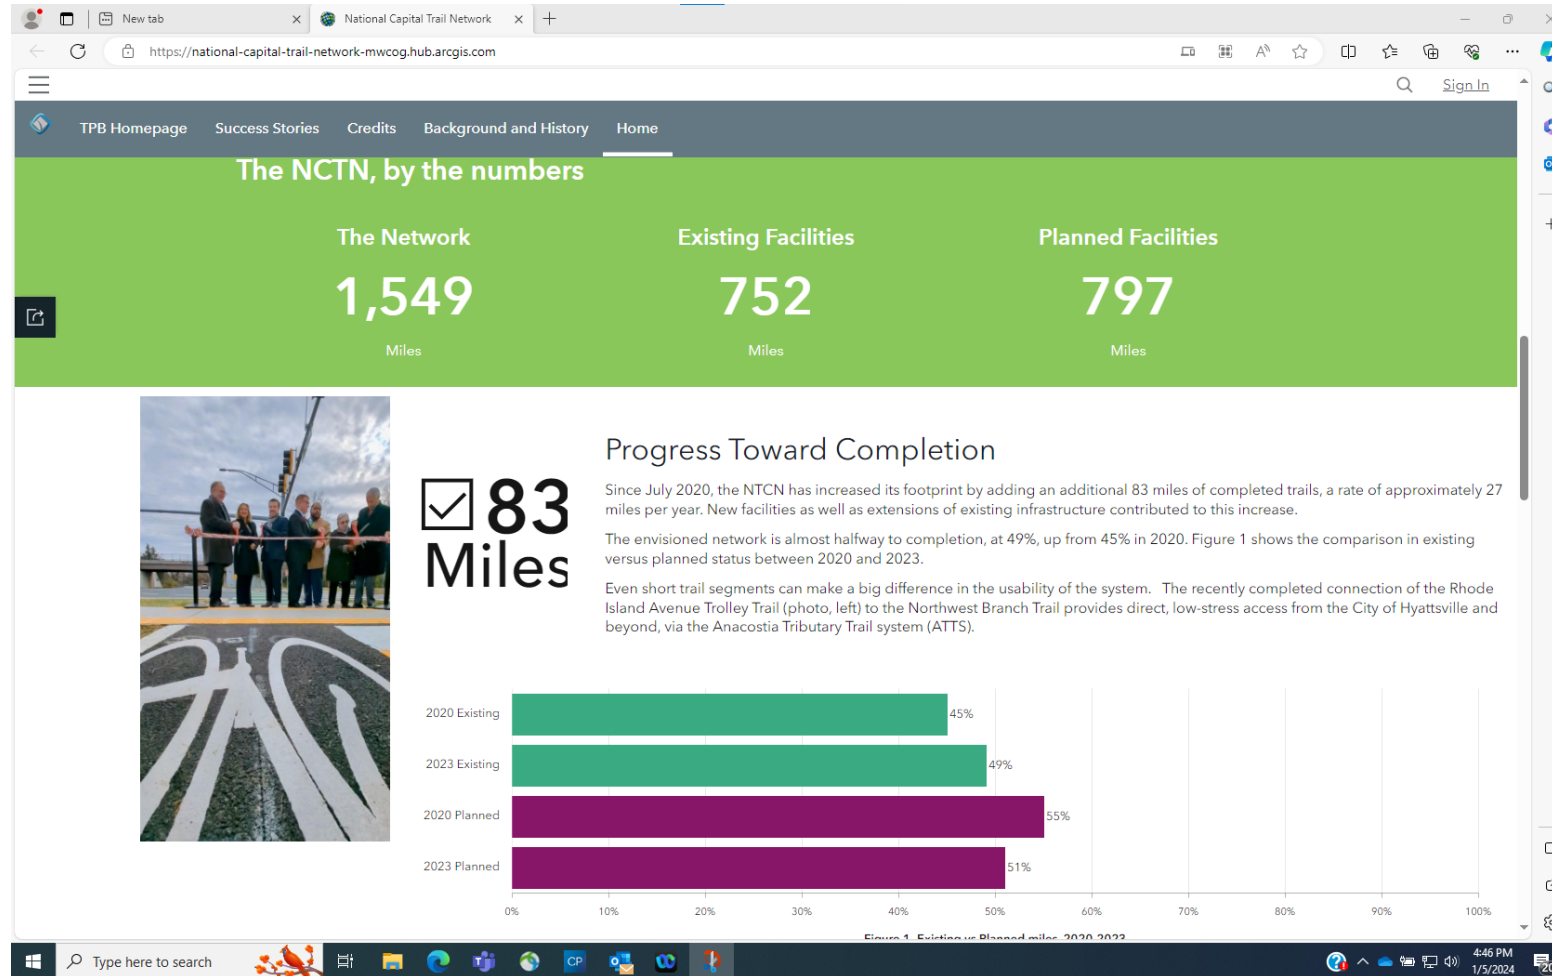 New tab
National Capital Trail Network
https://national-capital-trail-network-mwcog.hub.arcgis.com
Sign In
TPB Homepage
Success Stories
Credits
Background and History
Home
The NCTN, by the numbers
The Network
Existing Facilities
Planned Facilities
1,549
752
797
Miles
Miles
Miles
83
Miles
Progress Toward Completion
Since July 2020, the NTCN has increased its footprint by adding an additional 83 miles of completed trails, a rate of approximately 27
miles per year. New facilities as well as extensions of existing infrastructure contributed to this increase.
The envisioned network is almost halfway to completion, at 49%, up from 45% in 2020. Figure 1 shows the comparison in existing
versus planned status between 2020 and 2023.
Even short trail segments can make a big difference in the usability of the system.   The recently completed connection of the Rhode
Island Avenue Trolley Trail (photo, left) to the Northwest Branch Trail provides direct, low-stress access from the City of Hyattsville and
beyond, via the Anacostia Tributary Trail system (ATTS).
2020 Existing
45%
2023 Existing
49%
2020 Planned
55%
2023 Planned
51%
0%
10%
20%
30%
40%
50%
60%
70%
80%
90%
100%
Figure 1. Existing vs Planned miles, 2020-2023
Type here to search
CP
4:46 PM
1/5/2024